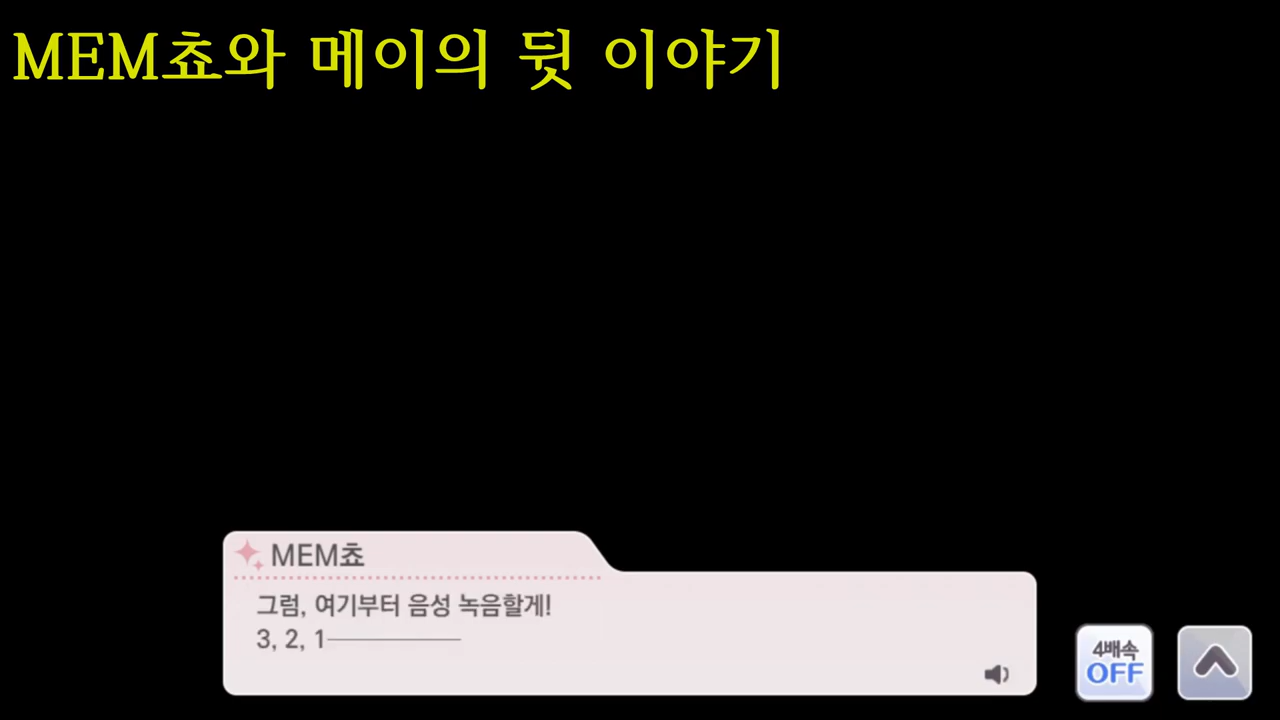 MEM쵸와 메이의 뒷 이야기
MEM쵸
그럼, 여기부터 음성 녹음할게!
3, 2, 1──────
4배속
OFF